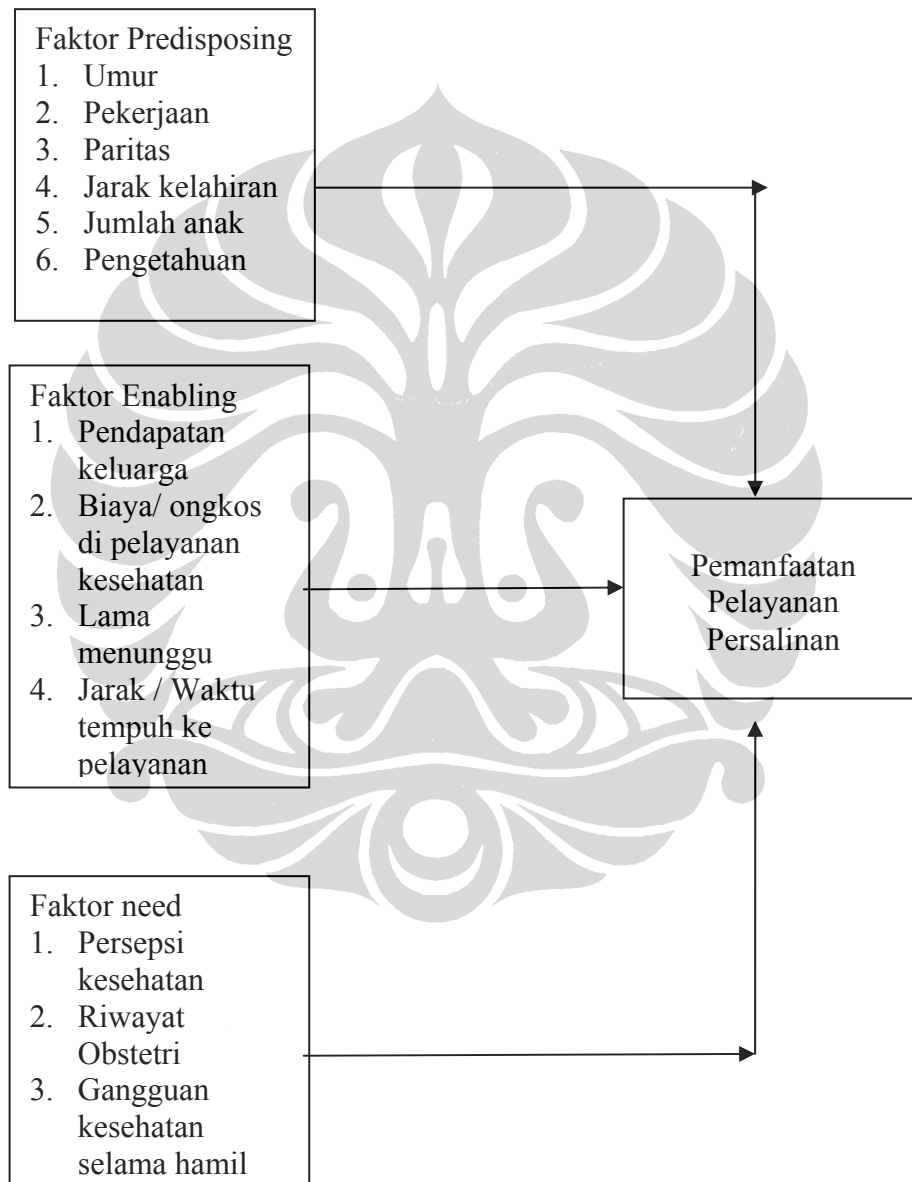 Faktor Predisposing
1. Umur
2. Pekerjaan
3. Paritas
4. Jarak kelahiran
5. Jumlah anak
6. Pengetahuan
Faktor Enabling
1. Pendapatan
keluarga
2. Biaya/ ongkos
di pelayanan
kesehatan
3. Lama
menunggu
4. Jarak / Waktu
tempuh ke
pelayanan
Pemanfaatan
Pelayanan
Persalinan
Faktor need
1. Persepsi
kesehatan
2. Riwayat
Obstetri
3. Gangguan
kesehatan
selama hamil